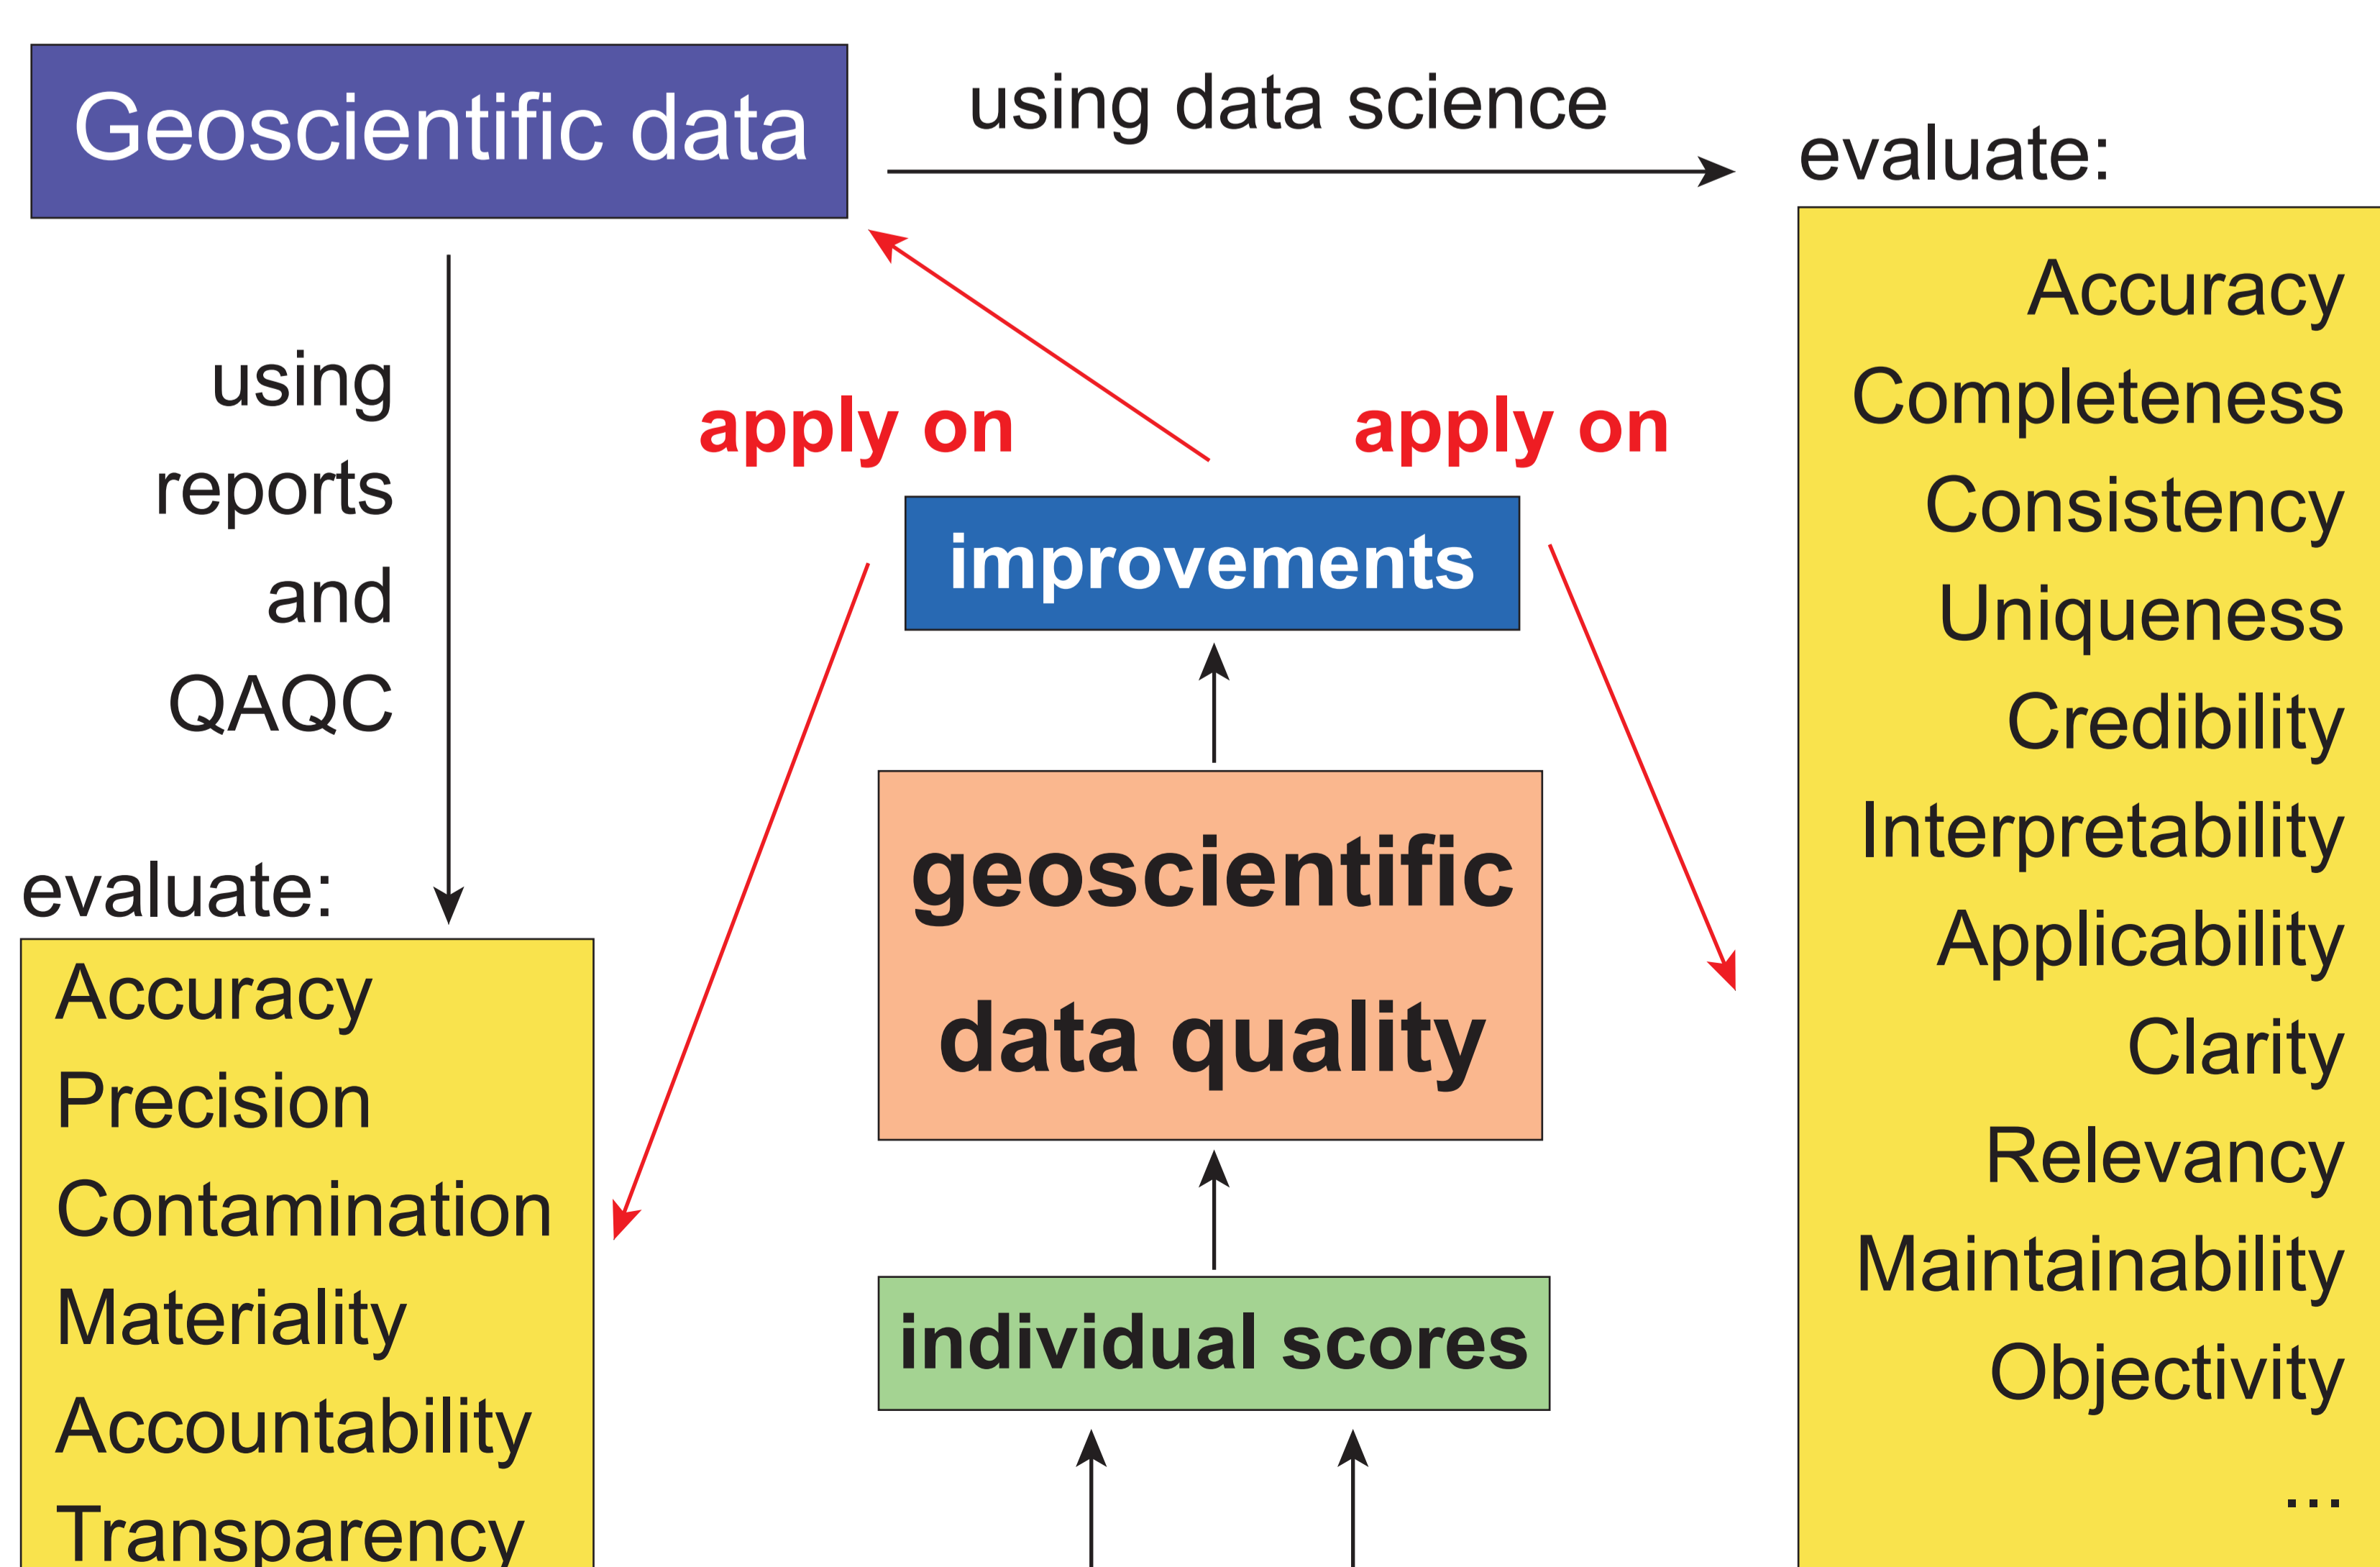 Geoscientific data
using data science
evaluate:
Accuracy
Completeness
Consistency
Uniqueness
Credibility
Interpretability
Applicability
Clarity
Relevancy
Maintainability
Objectivity
...
using
reports
and
QAQC
evaluate:
Accuracy
Precision
Contamination
Materiality
Accountability
Transparency
apply on
apply on
improvements
geoscientific
data quality
individual scores